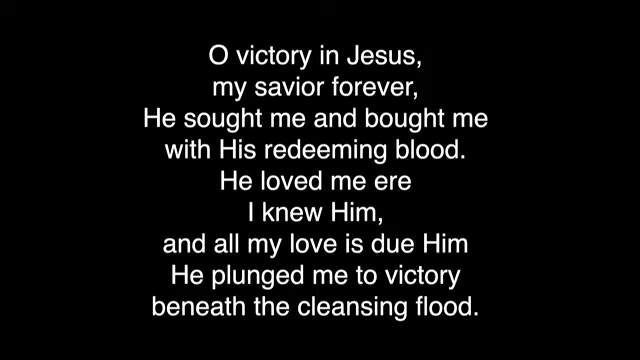 O victory in Jesus,
my savior forever,
He sought me and bought me
with His redeeming blood.
He loved me ere
I knew Him,
and all my love is due Him
He plunged me to victory
beneath the cleansing flood.